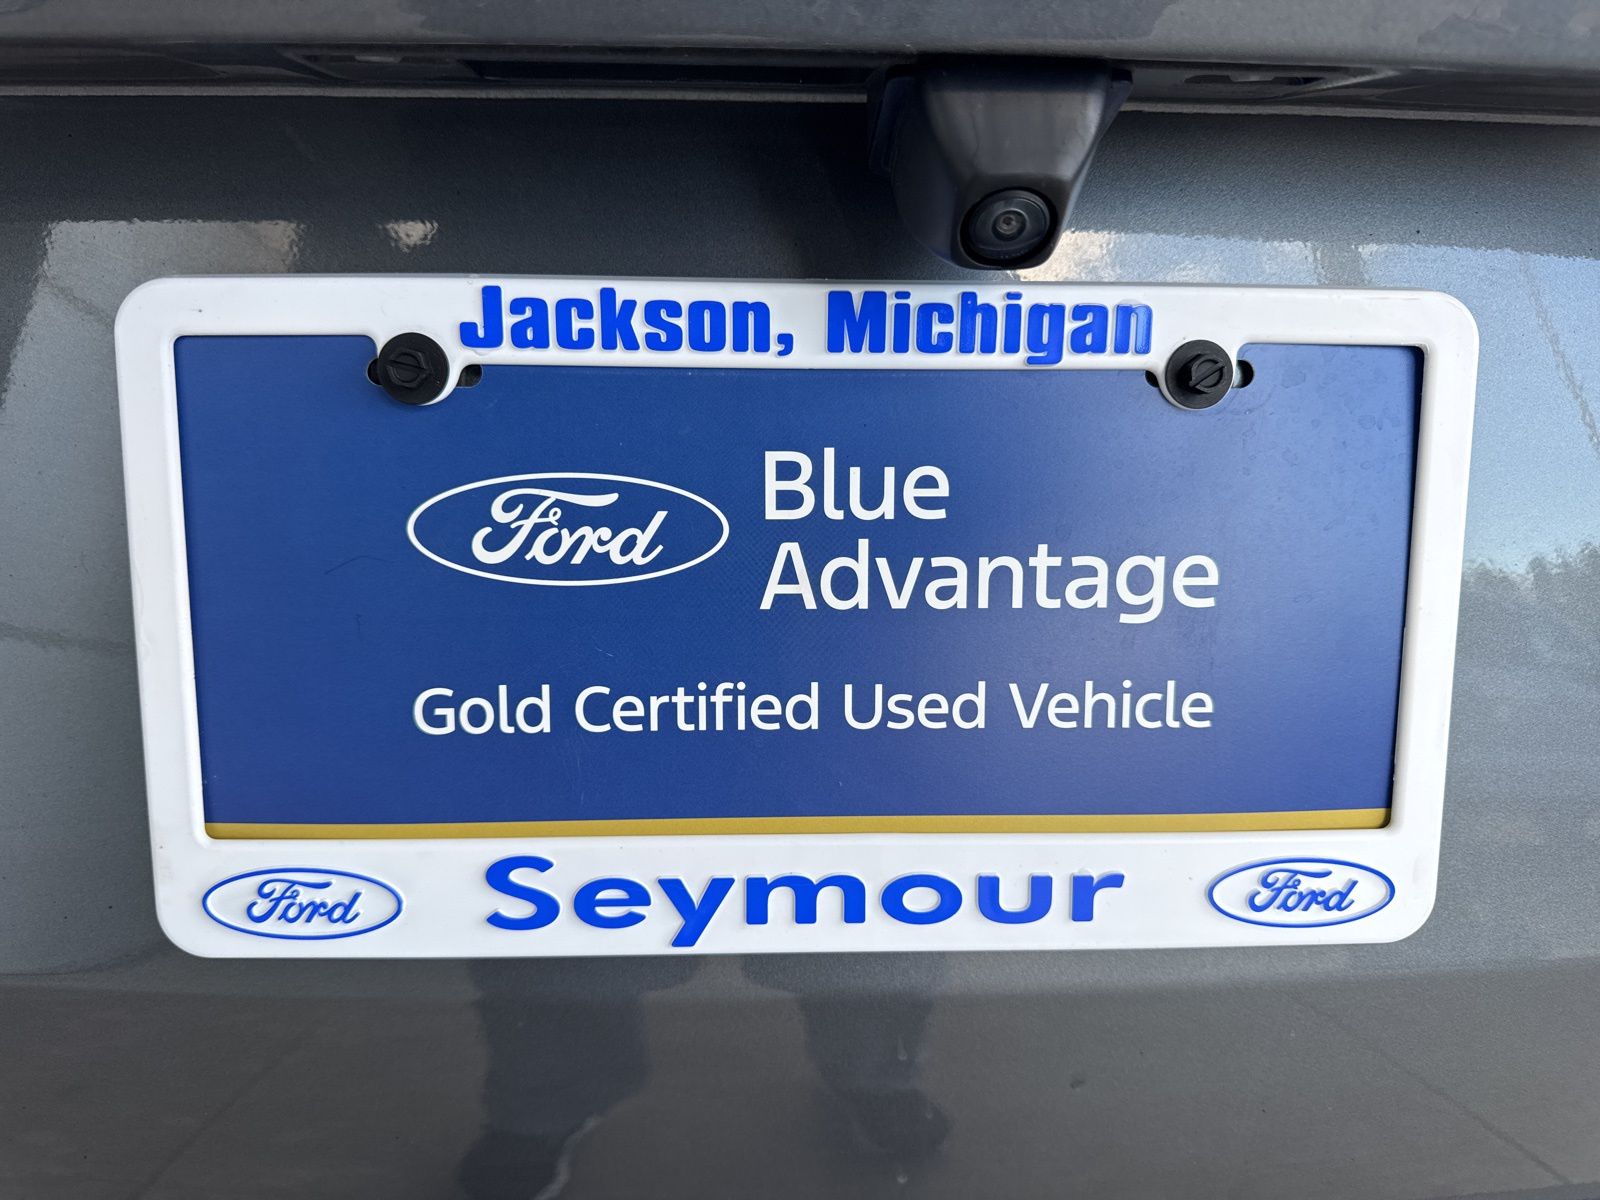 Jackson, Michigan
Ford
Blue
Advantage
Gold Certified Used Vehicle
Ford Seymour Ford